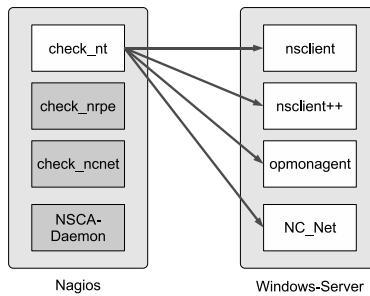 check_nt
check_nrpe
check_ncnet
NSCA-
Daemon
Nagios
nsclient
nsclient++
opmonagent
NC_Net
Windows-Server